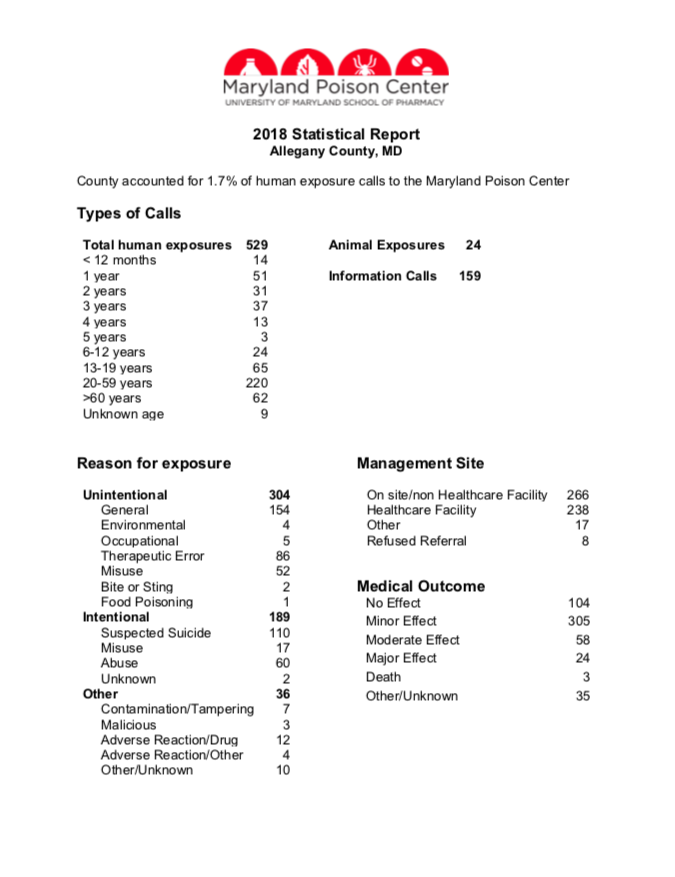 Maryland Poison Center
UNIVERSITY OF MARYLAND SCHOOL OF PHARMACY
2018 Statistical Report
Allegany County, MD
County accounted for 1.7% of human exposure calls to the Maryland Poison Center
Types of Calls
Total human exposures 529
< 12 months 14
1 year 51
2 years 31
3 years 37
4 years 13
5 years 3
6-12 years 24
13-19 years 65
20-59 years 220
>60 years 62
Unknown age 9
Animal Exposures 24
Information Calls 159
Reason for exposure
Unintentional 304
General 154
Environmental 4
Occupational 5
Therapeutic Error 86
Misuse 52
Bite or Sting 2
Food Poisoning 1
Intentional 189
Suspected Suicide 110
Misuse 17
Abuse 60
Unknown 2
Other 36
Contamination/Tampering 7
Malicious 3
Adverse Reaction/Drug 12
Adverse Reaction/Other 4
Other/Unknown 10
Management Site
On site/non Healthcare Facility 266
Healthcare Facility 238
Other 17
Refused Referral 8
Medical Outcome
No Effect 104
Minor Effect 305
Moderate Effect 58
Major Effect 24
Death 3
Other/Unknown 35